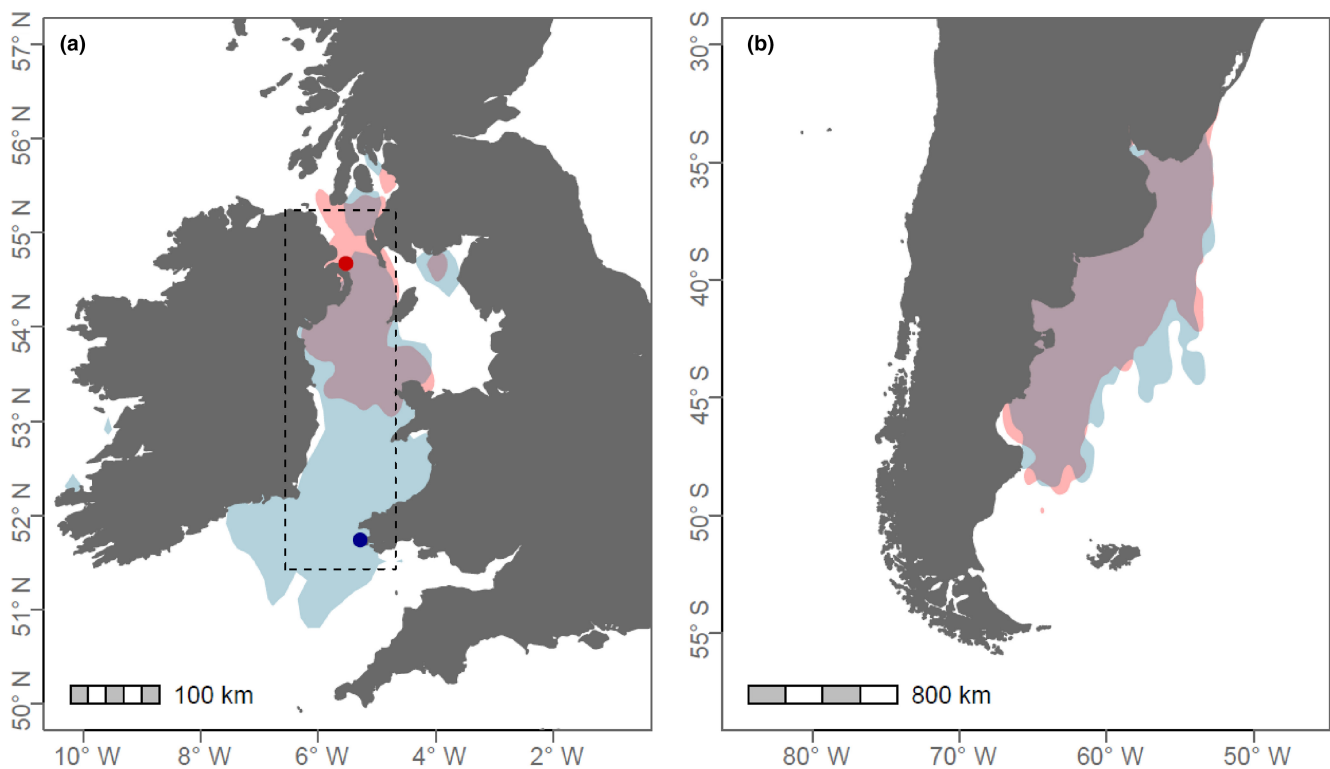 (a)
57° N
56° N
55° N
54° N
53° N
52° N
51° N
50° N
100 km
10° W 8° W 6° W 4° W 2° W
(b)
30° S
35° S
40° S
45° S
50° S
55° S
800 km
80° W 70° W 60° W 50° W